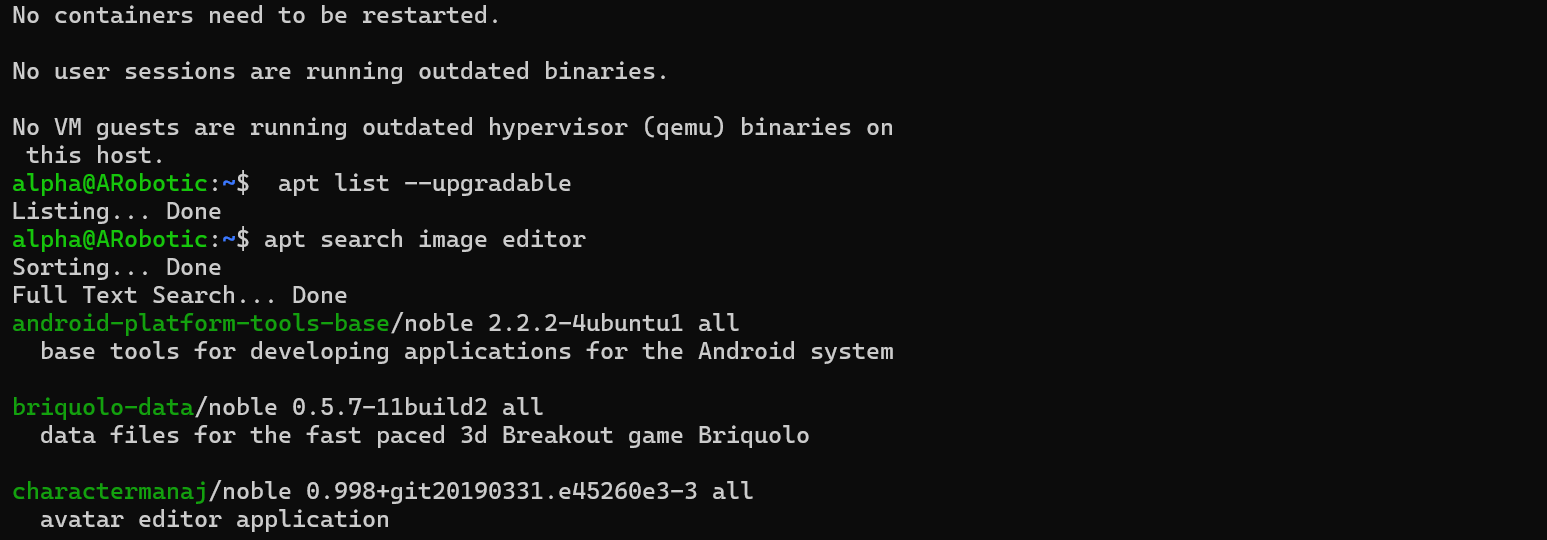 No containers need to be restarted.
No user sessions are running outdated binaries.
No VM guests are running outdated hypervisor (qemu) binaries on
 this host.
alpha@ARobotic:~$  apt list --upgradable
Listing... Done
alpha@ARobotic:~$ apt search image editor
Sorting... Done
Full Text Search... Done
android-platform-tools-base/noble 2.2.2-4ubuntu1 all
  base tools for developing applications for the Android system
briquolo-data/noble 0.5.7-11build2 all
  data files for the fast paced 3d Breakout game Briquolo
charactermanaj/noble 0.998+git20190331.e45260e3-3 all
  avatar editor application